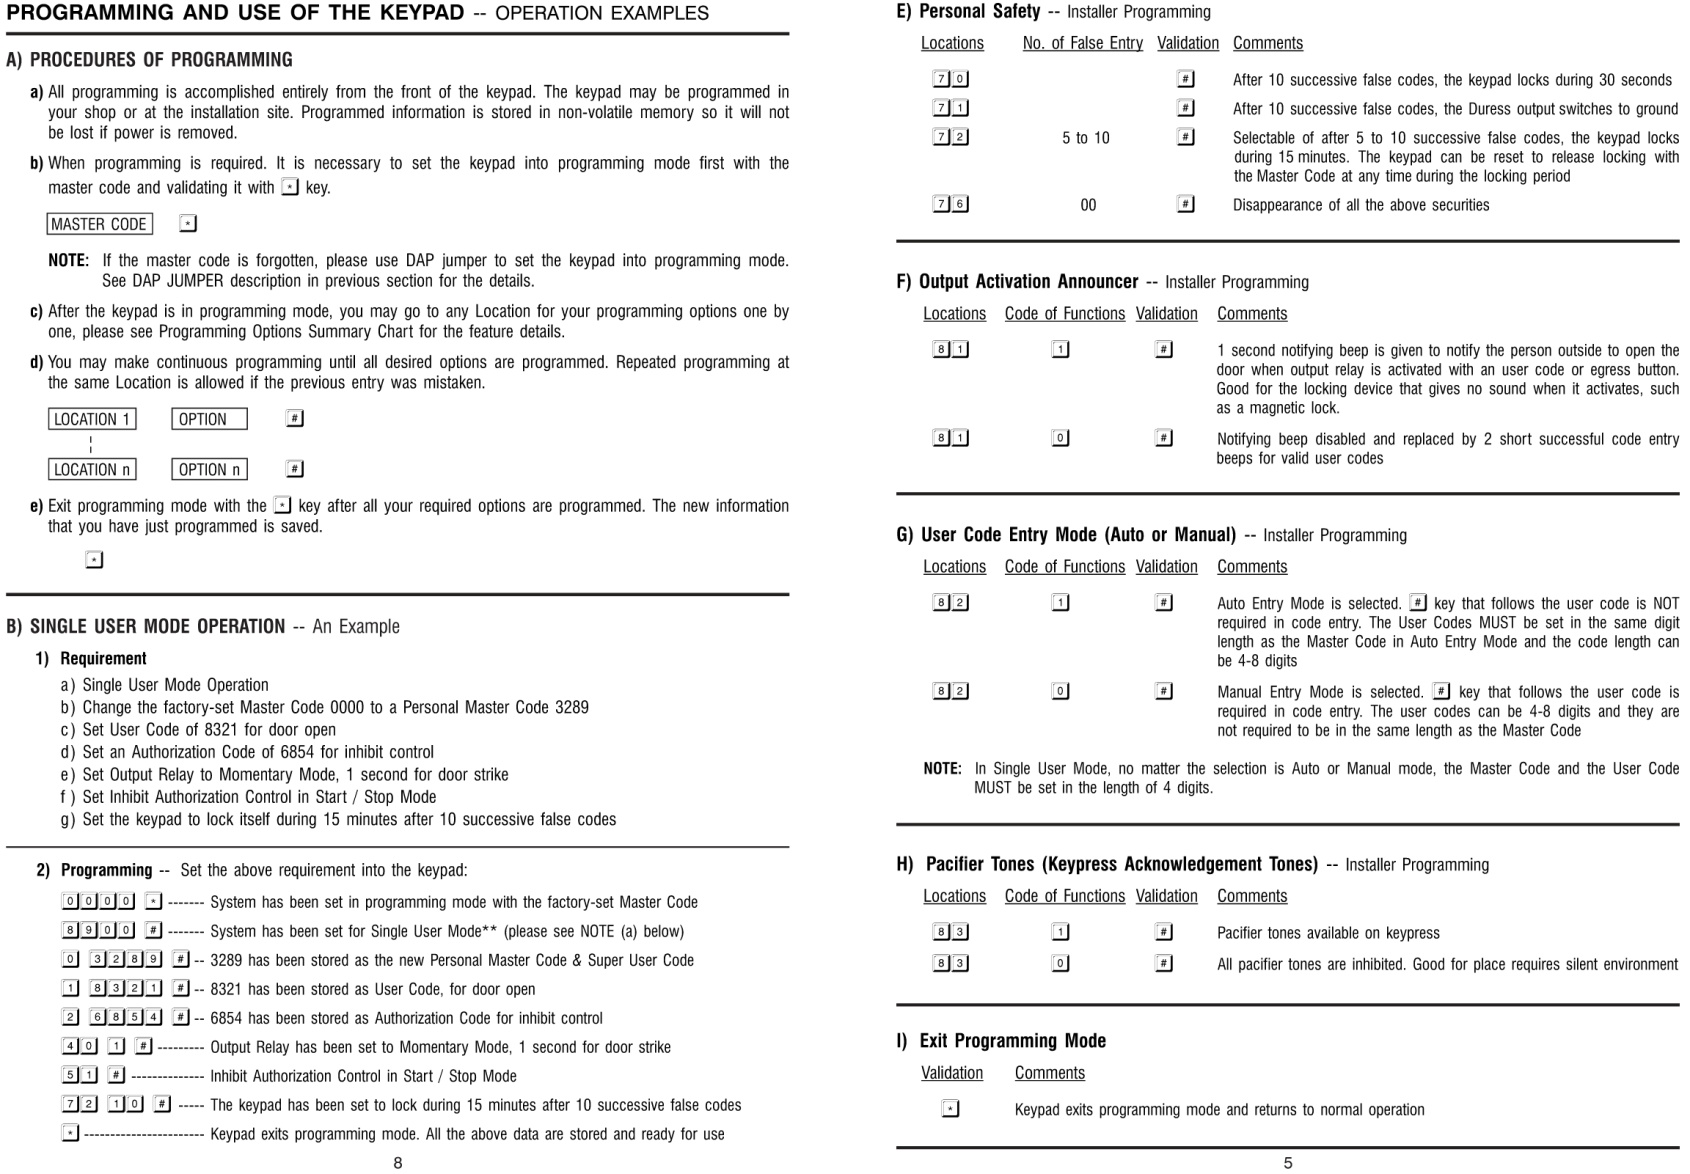 PROGRAMMING AND USE OF THE KEYPAD -- OPERATION EXAMPLES
A) PROCEDURES OF PROGRAMMING
a) All programming is accomplished entirely from the front of the keypad. The keypad may be programmed in
your shop or at the installation site. Programmed information is stored in non-volatile memory so it will not
be lost if power is removed.
b) When programming is required. It is necessary to set the keypad into programming mode first with the
master code and validating it with * key.
MASTER CODE *
NOTE: If the master code is forgotten, please use DAP jumper to set the keypad into programming mode.
See DAP JUMPER description in previous section for the details.
c) After the keypad is in programming mode, you may go to any Location for your programming options one by
one, please see Programming Options Summary Chart for the feature details.
d) You may make continuous programming until all desired options are programmed. Repeated programming at
the same Location is allowed if the previous entry was mistaken.
LOCATION 1 OPTION #
LOCATION n OPTION n #
e) Exit programming mode with the * key after all your required options are programmed. The new information
that you have just programmed is saved.
*
B) SINGLE USER MODE OPERATION -- An Example
1) Requirement
a) Single User Mode Operation
b) Change the factory-set Master Code 0000 to a Personal Master Code 3289
c) Set User Code of 8321 for door open
d) Set an Authorization Code of 6854 for inhibit control
e) Set Output Relay to Momentary Mode, 1 second for door strike
f ) Set Inhibit Authorization Control in Start / Stop Mode
g) Set the keypad to lock itself during 15 minutes after 10 successive false codes
2) Programming -- Set the above requirement into the keypad:
0 0 0 0 * ------- System has been set in programming mode with the factory-set Master Code
8 9 0 0 # ------- System has been set for Single User Mode** (please see NOTE (a) below)
0 3 2 8 9 # -- 3289 has been stored as the new Personal Master Code & Super User Code
1 8 3 2 1 # -- 8321 has been stored as User Code, for door open
2 6 8 5 4 # -- 6854 has been stored as Authorization Code for inhibit control
4 0 1 # --------- Output Relay has been set to Momentary Mode, 1 second for door strike
5 1 # -------------- Inhibit Authorization Control in Start / Stop Mode
7 2 1 0 # ----- The keypad has been set to lock during 15 minutes after 10 successive false codes
* ----------------------- Keypad exits programming mode. All the above data are stored and ready for use
8
E) Personal Safety -- Installer Programming
Locations No. of False Entry Validation Comments
7 0 # After 10 successive false codes, the keypad locks during 30 seconds
7 1 # After 10 successive false codes, the Duress output switches to ground
7 2 5 to 10 # Selectable of after 5 to 10 successive false codes, the keypad locks
during 15 minutes. The keypad can be reset to release locking with
the Master Code at any time during the locking period
7 6 00 # Disappearance of all the above securities
F) Output Activation Announcer -- Installer Programming
Locations Code of Functions Validation Comments
8 1 1 # 1 second notifying beep is given to notify the person outside to open the
door when output relay is activated with an user code or egress button.
Good for the locking device that gives no sound when it activates, such
as a magnetic lock.
8 1 0 # Notifying beep disabled and replaced by 2 short successful code entry
beeps for valid user codes
G) User Code Entry Mode (Auto or Manual) -- Installer Programming
Locations Code of Functions Validation Comments
8 2 1 # Auto Entry Mode is selected. # key that follows the user code is NOT
required in code entry. The User Codes MUST be set in the same digit
length as the Master Code in Auto Entry Mode and the code length can
be 4-8 digits
8 2 0 # Manual Entry Mode is selected. # key that follows the user code is
required in code entry. The user codes can be 4-8 digits and they are
not required to be in the same length as the Master Code
NOTE: In Single User Mode, no matter the selection is Auto or Manual mode, the Master Code and the User Code
MUST be set in the length of 4 digits.
H) Pacifier Tones (Keypress Acknowledgement Tones) -- Installer Programming
Locations Code of Functions Validation Comments
8 3 1 # Pacifier tones available on keypress
8 3 0 # All pacifier tones are inhibited. Good for place requires silent environment
I) Exit Programming Mode
Validation Comments
* Keypad exits programming mode and returns to normal operation
5